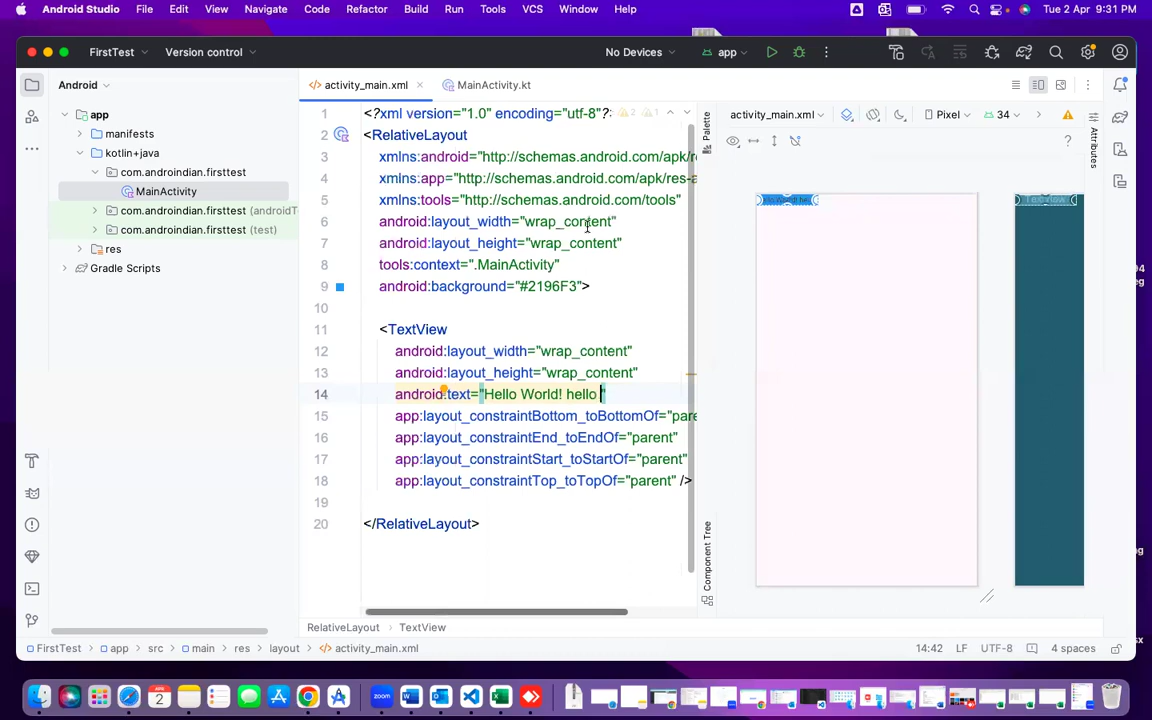 Android Studio File Edit View Navigate Code Refactor Build Run Tools VCS Window Help Tue 2 Apr 9:31 PM
FirstTest Version control No Devices app
Android activity_main.xml MainActivity.kt
app
manifests
kotlin+java
com.androindian.firsttest
MainActivity
com.androindian.firsttest (androidT
com.androindian.firsttest (test)
res
Gradle Scripts
1 <?xml version="1.0" encoding="utf-8"?> 2 1
2 <RelativeLayout
3 xmlns:android="http://schemas.android.com/apk/r
4 xmlns:app="http://schemas.android.com/apk/res-a
5 xmlns:tools="http://schemas.android.com/tools"
6 android:layout_width="wrap_content"
7 android:layout_height="wrap_content"
8 tools:context=".MainActivity"
9 android:background="#2196F3">
10
11 <TextView
12 android:layout_width="wrap_content"
13 android:layout_height="wrap_content"
14 android:text="Hello World! hello "
15 app:layout_constraintBottom_toBottomOf="pare
16 app:layout_constraintEnd_toEndOf="parent"
17 app:layout_constraintStart_toStartOf="parent"
18 app:layout_constraintTop_toTopOf="parent" />
19
20 </RelativeLayout>
Palette
activity_main.xml Pixel 34
?
Attributes
TextView
Component Tree
RelativeLayout TextView
FirstTest app src main res layout activity_main.xml 14:42 LF UTF-8 4 spaces
APR
2
zoom